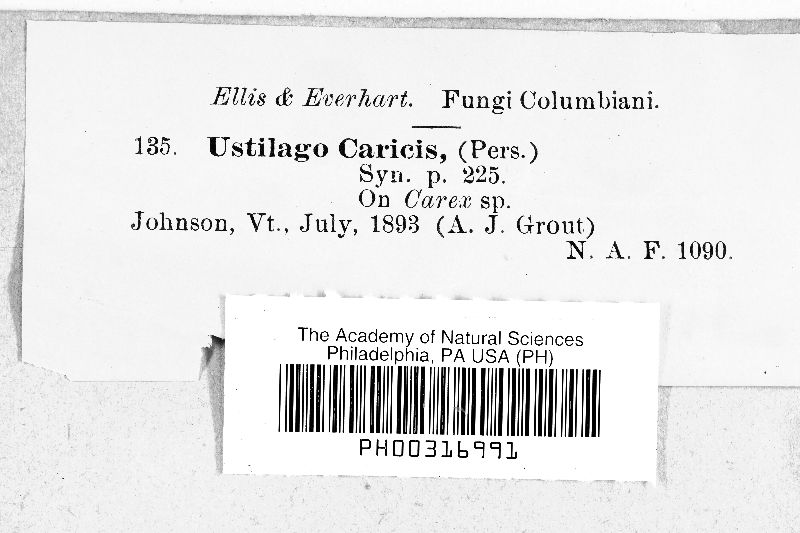 Ellis & Everhart. Fungi Columbiani.
135. Ustilago Caricis, (Pers.)
Syn. p. 225.
On Carex sp.
Johnson, Vt., July, 1893 (A. J. Grout)
N. A. F. 1090.
The Academy of Natural Sciences
Philadelphia, PA USA (PH)
PH00316991